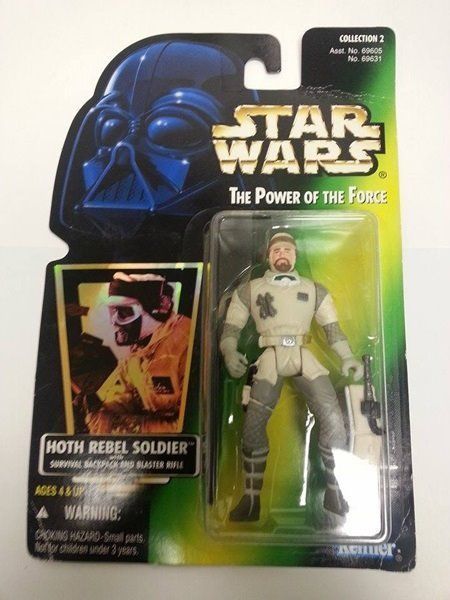 COLLECTION 2
Asst. No. 69605
No. 69631
STAR
WARS®
THE POWER OF THE FORCE
HOTH REBEL SOLDIER™
WITH
SURVIVAL BACKPACK AND BLASTER RIFLE
AGES 4 & UP
WARNING:
CHOKING HAZARD-Small parts.
Not for children under 3 years.
Kenner®